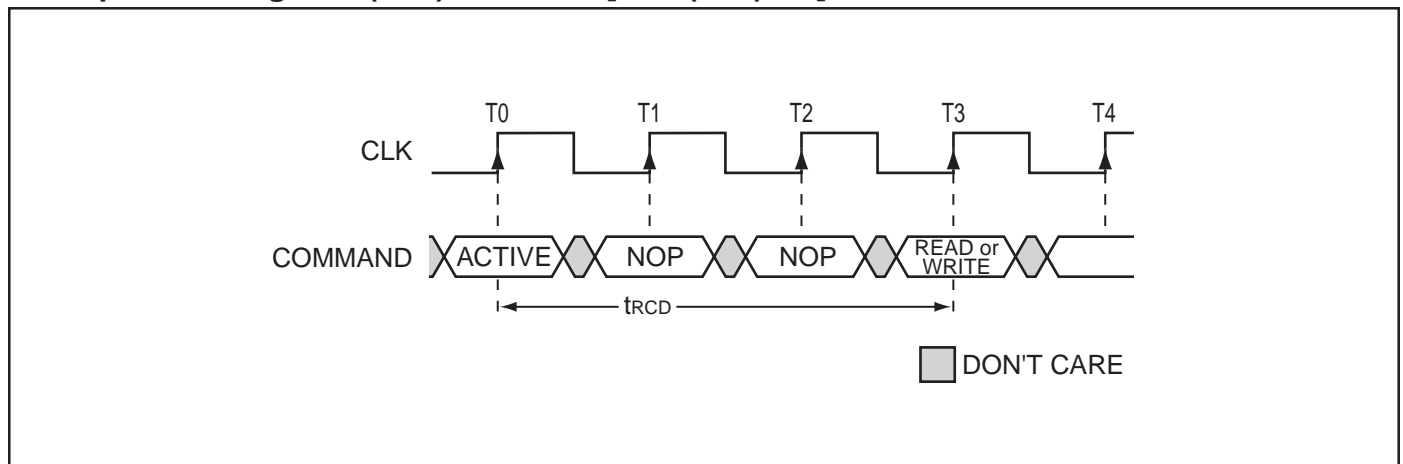 T0 T1 T2 T3 T4
CLK
COMMAND ACTIVE NOP NOP READ or
WRITE
tRCD
DON'T CARE